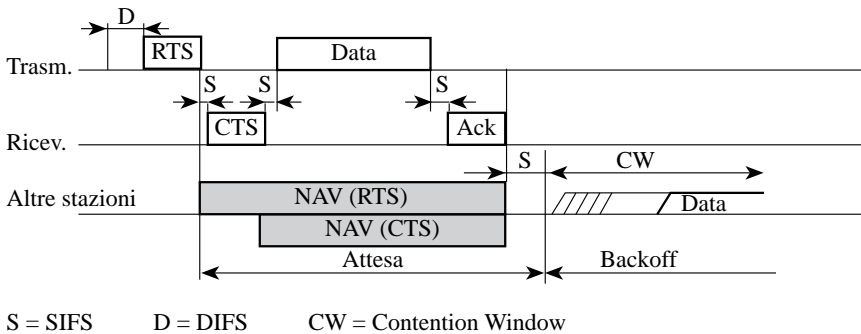 D
RTS
Data
Trasm.
S
S
S
CTS
Ack
Ricev.
S
CW
Altre stazioni
NAV (RTS)
Data
NAV (CTS)
Attesa
Backoff
S = SIFS D = DIFS CW = Contention Window